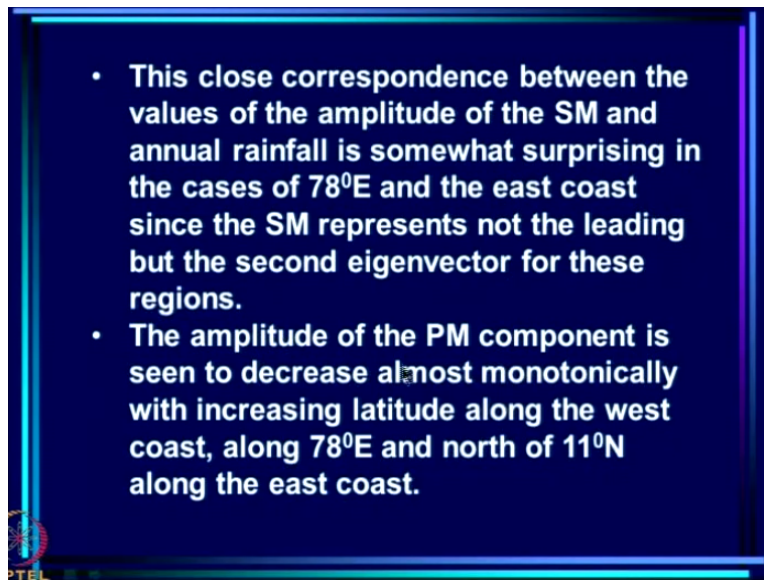 • This close correspondence between the
values of the amplitude of the SM and
annual rainfall is somewhat surprising in
the cases of 78⁰E and the east coast
since the SM represents not the leading
but the second eigenvector for these
regions.
• The amplitude of the PM component is
seen to decrease almost monotonically
with increasing latitude along the west
coast, along 78⁰E and north of 11⁰N
along the east coast.
PTEL